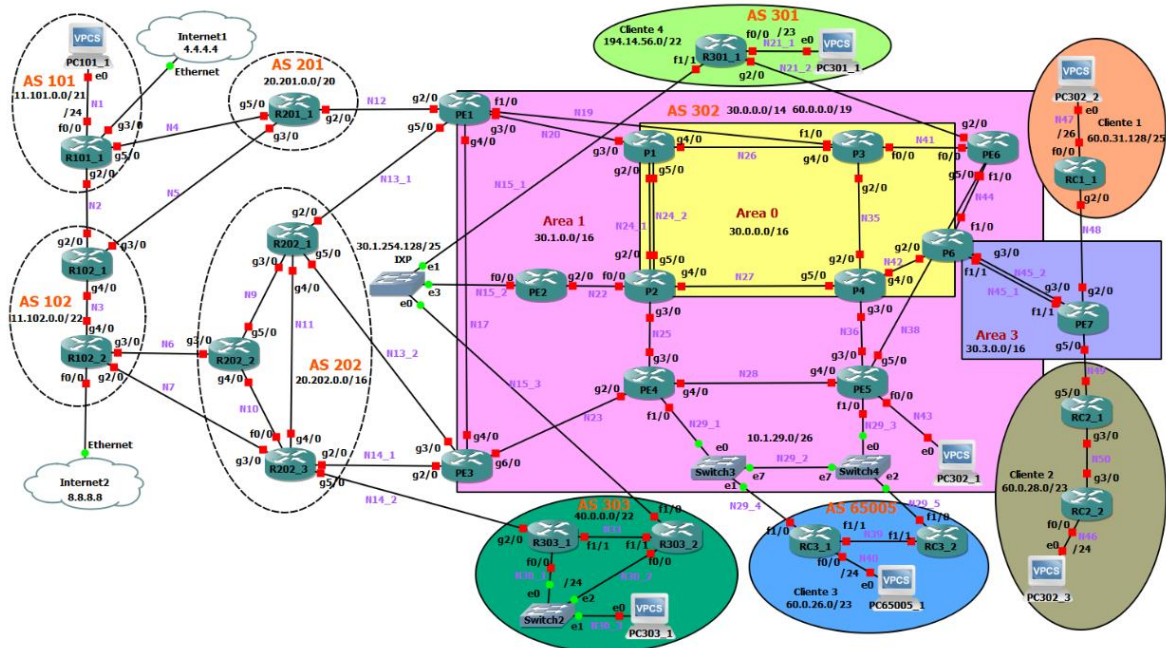 AS 301
Cliente 4
194.14.56.0/22
f0/0
/23
e0
VPCS
N21_1
R301_1
N21_2
PC301_1
f1/1
g2/0
VPCS
PC101_1
e0
Internet1
4.4.4.4
Ethernet
AS 101
11.101.0.0/21
N1
/24
f0/0
g3/0
R101_1
g5/0
g2/0
N4
AS 201
20.201.0.0/20
g5/0
R201_1
g2/0
g3/0
N12
N5
N2
g2/0
g3/0
R102_1
g4/0
AS 102
11.102.0.0/22
N3
g4/0
R102_2
g3/0
f0/0
g2/0
N6
N7
Ethernet
Internet2
8.8.8.8
g2/0
R202_1
g3/0
g4/0
N9
N11
g3/0
g5/0
R202_2
g4/0
AS 202
20.202.0.0/16
N10
f0/0
g4/0
g3/0
R202_3
g2/0
g5/0
N13_1
N13_2
N14_1
N14_2
g2/0
f1/0
PE1
g3/0
g5/0
g4/0
N17
N19
N20
AS 302
30.0.0.0/14
60.0.0.0/19
N15_1
30.1.254.128/25
IXP
e1
e3
e0
N15_2
N15_3
f0/0
g2/0
PE2
N22
f0/0
Area 1
30.1.0.0/16
g3/0
P1
g4/0
g2/0
g5/0
N26
N24_1
N24_2
g2/0
g5/0
P2
g4/0
g3/0
N27
Area 0
30.0.0.0/16
f1/0
g4/0
P3
f0/0
g2/0
N35
N41
g5/0
P4
g2/0
g4/0
g3/0
N42
N36
N38
g2/0
f0/0
PE6
g5/0
f1/0
N44
f1/0
g2/0
P6
g3/0
f1/1
g5/0
N45_2
N45_1
Area 3
30.3.0.0/16
g3/0
g2/0
f1/1
PE7
g5/0
N25
g3/0
g2/0
PE4
g4/0
f1/0
N28
N23
g4/0
g3/0
g5/0
PE5
f0/0
f1/0
N43
e0
VPCS
PC302_1
g4/0
g3/0
PE3
g6/0
N29_1
10.1.29.0/26
N29_3
e0
e0
Switch3
e7
N29_2
e7
Switch4
e1
e2
N29_4
N29_5
AS 303
40.0.0.0/22
g2/0
R303_1
N31
f1/1
f1/1
f1/0
R303_2
f0/0
f0/0
N30_1
/24
N30_2
e0
e2
Switch2
e1
e0
VPCS
N30_3
PC303_1
AS 65005
f1/0
f1/1
RC3_1
N39
f1/1
f1/0
RC3_2
f0/0
N40
/24
e0
VPCS
PC65005_1
Cliente 3
60.0.26.0/23
VPCS
PC302_2
e0
N47
/26
Cliente 1
60.0.31.128/25
f0/0
RC1_1
g2/0
N48
N49
g5/0
RC2_1
g3/0
N50
Cliente 2
60.0.28.0/23
g3/0
RC2_2
f0/0
N46
e0
/24
VPCS
PC302_3